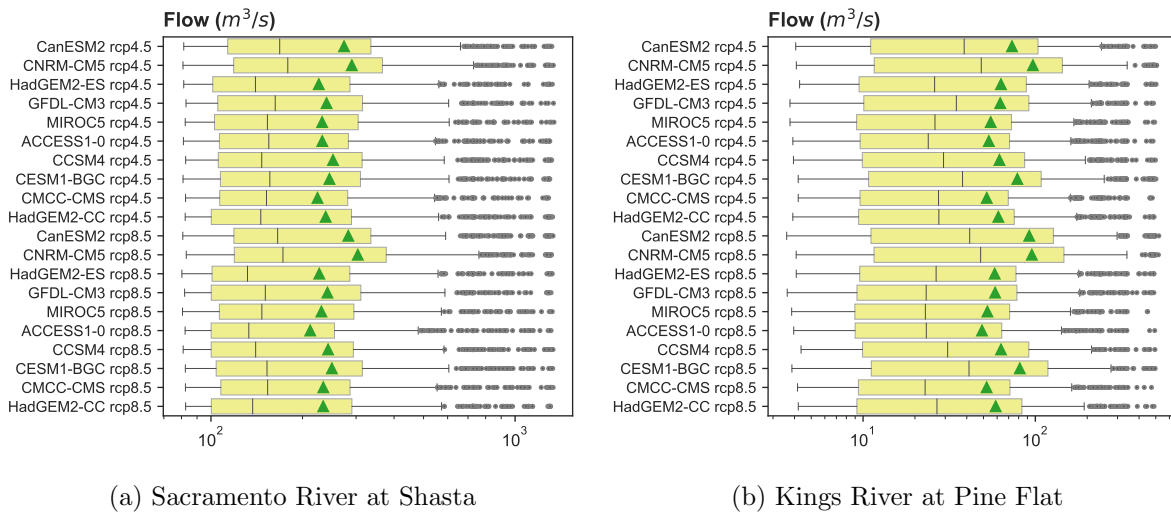 Flow (m³/s)
CanESM2 rcp4.5
CNRM-CM5 rcp4.5
HadGEM2-ES rcp4.5
GFDL-CM3 rcp4.5
MIROC5 rcp4.5
ACCESS1-0 rcp4.5
CCSM4 rcp4.5
CESM1-BGC rcp4.5
CMCC-CMS rcp4.5
HadGEM2-CC rcp4.5
CanESM2 rcp8.5
CNRM-CM5 rcp8.5
HadGEM2-ES rcp8.5
GFDL-CM3 rcp8.5
MIROC5 rcp8.5
ACCESS1-0 rcp8.5
CCSM4 rcp8.5
CESM1-BGC rcp8.5
CMCC-CMS rcp8.5
HadGEM2-CC rcp8.5
10² 10³
(a) Sacramento River at Shasta
Flow (m³/s)
CanESM2 rcp4.5
CNRM-CM5 rcp4.5
HadGEM2-ES rcp4.5
GFDL-CM3 rcp4.5
MIROC5 rcp4.5
ACCESS1-0 rcp4.5
CCSM4 rcp4.5
CESM1-BGC rcp4.5
CMCC-CMS rcp4.5
HadGEM2-CC rcp4.5
CanESM2 rcp8.5
CNRM-CM5 rcp8.5
HadGEM2-ES rcp8.5
GFDL-CM3 rcp8.5
MIROC5 rcp8.5
ACCESS1-0 rcp8.5
CCSM4 rcp8.5
CESM1-BGC rcp8.5
CMCC-CMS rcp8.5
HadGEM2-CC rcp8.5
10¹ 10²
(b) Kings River at Pine Flat